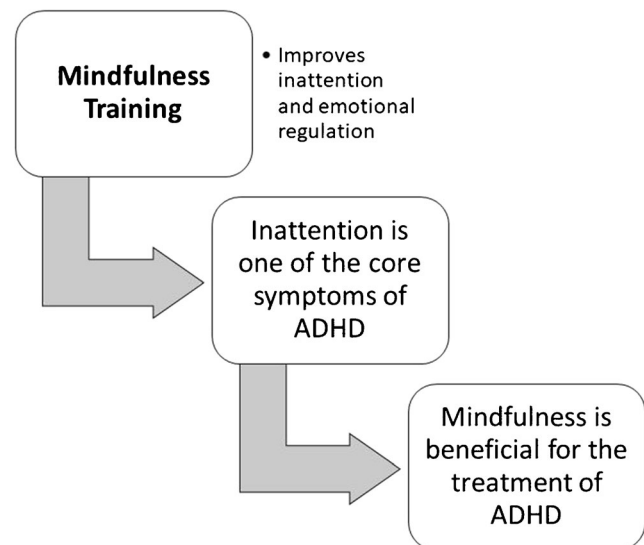 Mindfulness
Training
• Improves
inattention
and emotional
regulation
Inattention is
one of the core
symptoms of
ADHD
Mindfulness is
beneficial for the
treatment of
ADHD